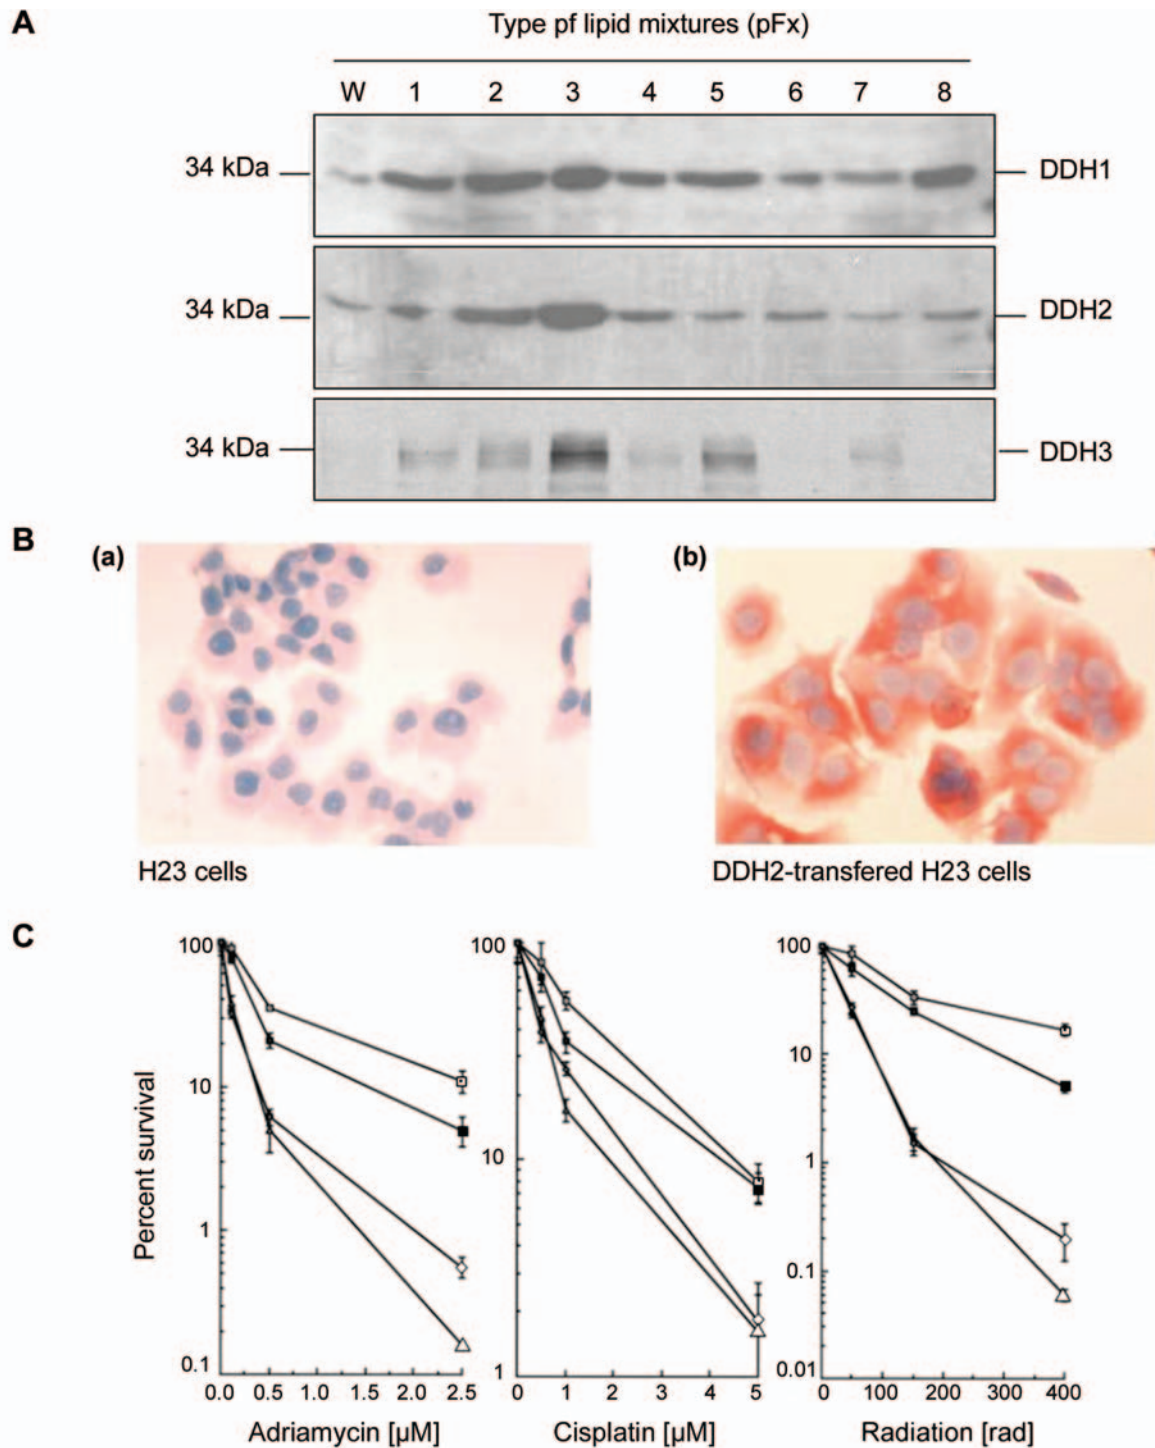 A
Type pf lipid mixtures (pFx)
W 1 2 3 4 5 6 7 8
34 kDa DDH1
34 kDa DDH2
34 kDa DDH3
B
(a) (b)
H23 cells DDH2-transfered H23 cells
C
100 100 100
10
10
10
1
1
0.1
0.1 1 0.01
0.0 0.5 1.0 1.5 2.0 2.5 0 1 2 3 4 5 0 100 200 300 400
Percent survival
Adriamycin [µM] Cisplatin [µM] Radiation [rad]